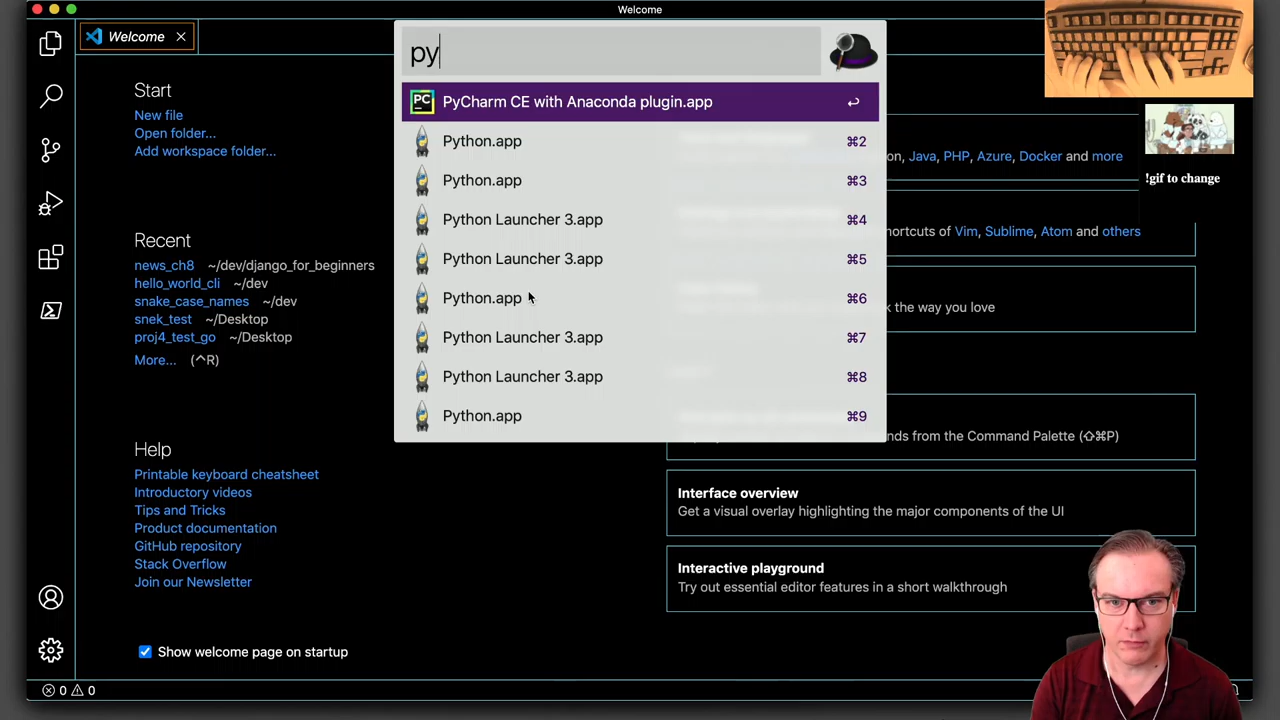 Welcome
Welcome
py
PyCharm CE with Anaconda plugin.app
Python.app ⌘2
Python.app ⌘3
Python Launcher 3.app ⌘4
Python Launcher 3.app ⌘5
Python.app ⌘6
Python Launcher 3.app ⌘7
Python Launcher 3.app ⌘8
Python.app ⌘9
Start
New file
Open folder...
Add workspace folder...
Recent
news_ch8 ~/dev/django_for_beginners
hello_world_cli ~/dev
snake_case_names ~/dev
snek_test ~/Desktop
proj4_test_go ~/Desktop
More... (^R)
Help
Printable keyboard cheatsheet
Introductory videos
Tips and Tricks
Product documentation
GitHub repository
Stack Overflow
Join our Newsletter
Show welcome page on startup
on, Java, PHP, Azure, Docker and more
!gif to change
ortcuts of Vim, Sublime, Atom and others
k the way you love
nds from the Command Palette (⇧⌘P)
Interface overview
Get a visual overlay highlighting the major components of the UI
Interactive playground
Try out essential editor features in a short walkthrough
0 0